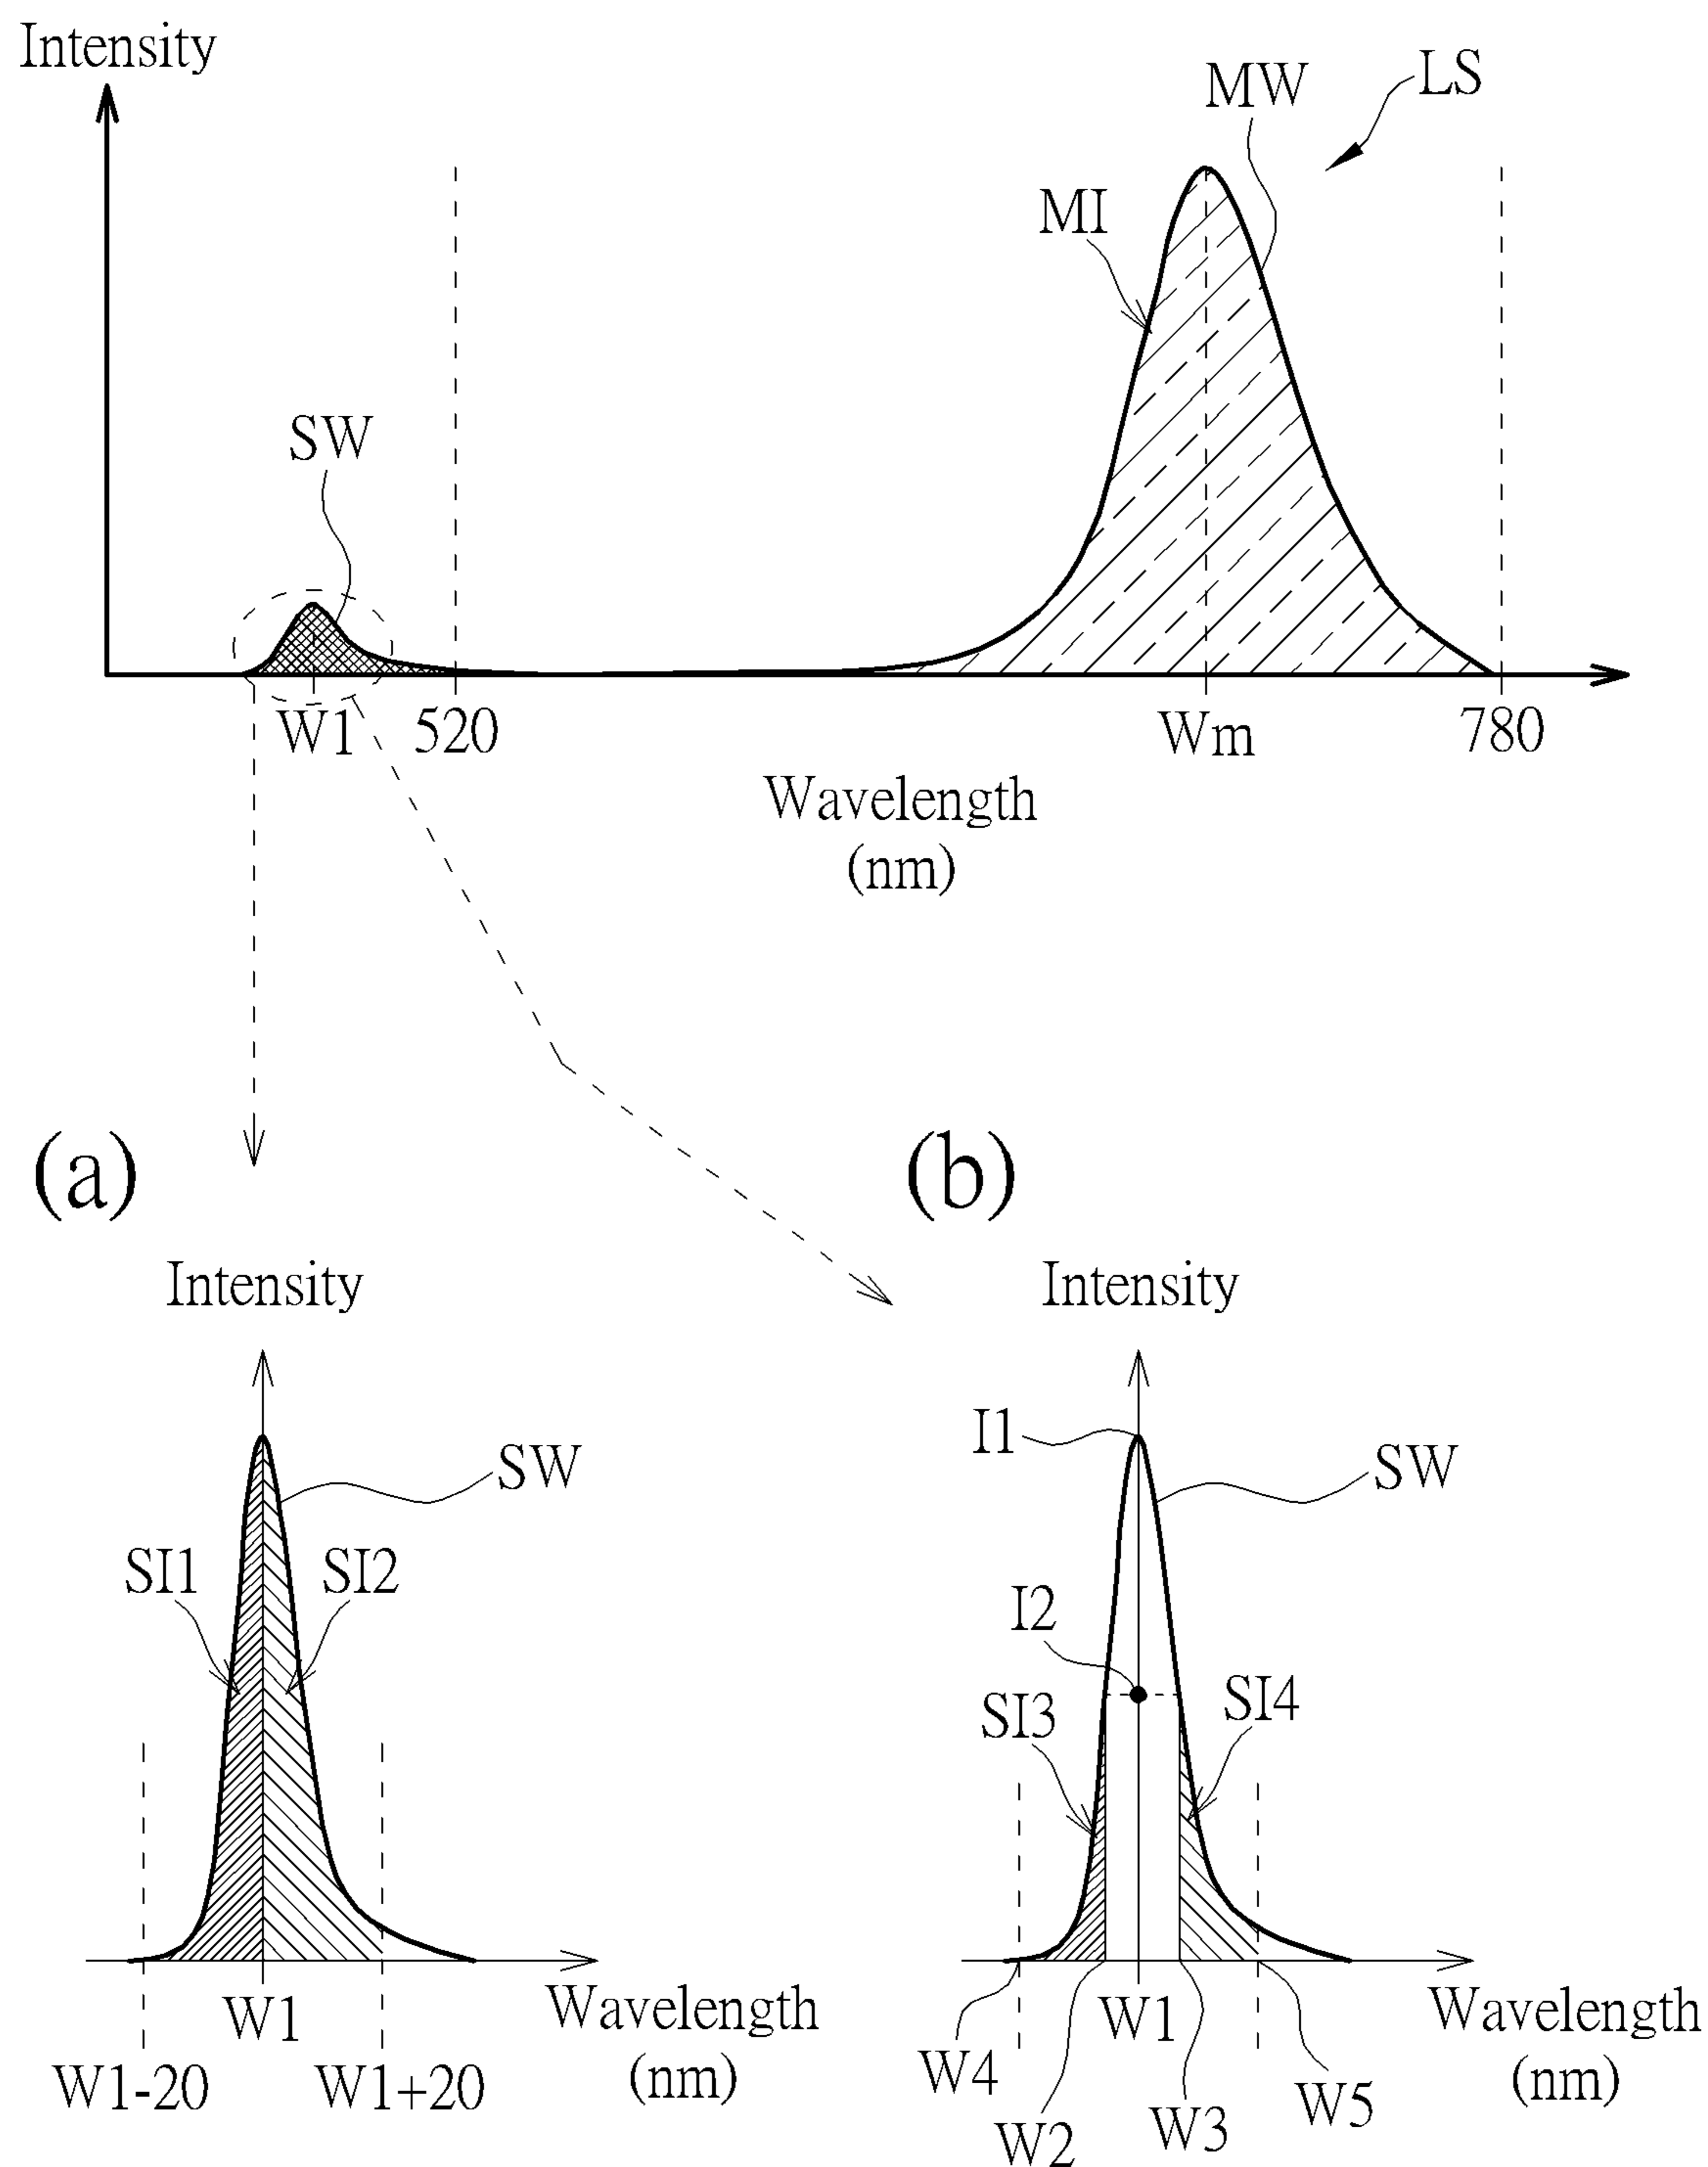 Intensity
LS
MW
MI
SW
W1
520
Wm
780
Wavelength
(nm)
(a)
(b)
Intensity
Intensity
I1
SW
SW
SI1
SI2
I2
SI3
SI4
W1
Wavelength
(nm)
W1-20
W1+20
W1
Wavelength
(nm)
W4
W2
W3
W5